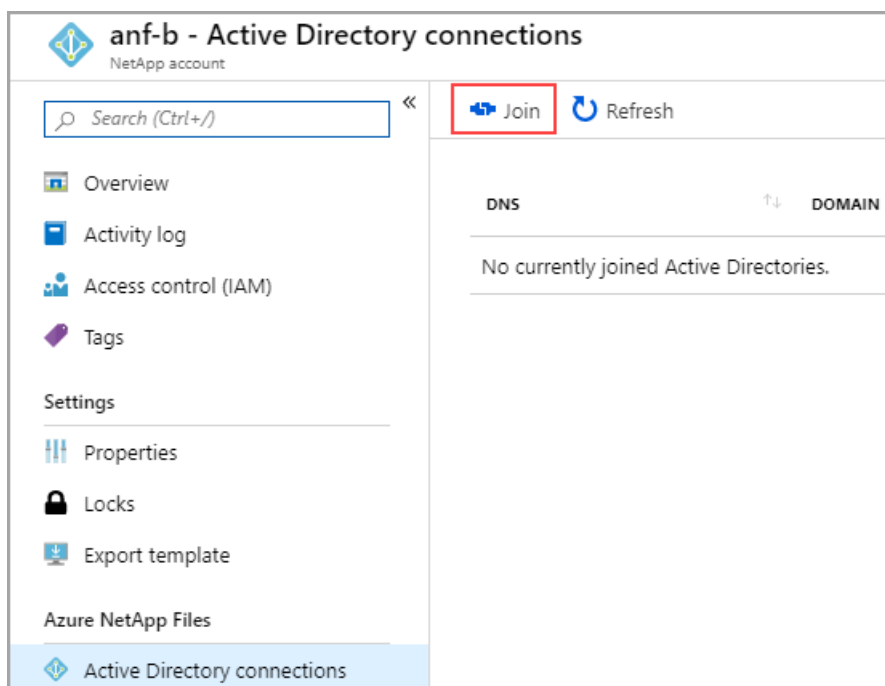 anf-b - Active Directory connections
NetApp account
Search (Ctrl+/)
«
Overview
Activity log
Access control (IAM)
Tags
Settings
Properties
Locks
Export template
Azure NetApp Files
Active Directory connections
Join
Refresh
DNS ↑↓ DOMAIN
No currently joined Active Directories.